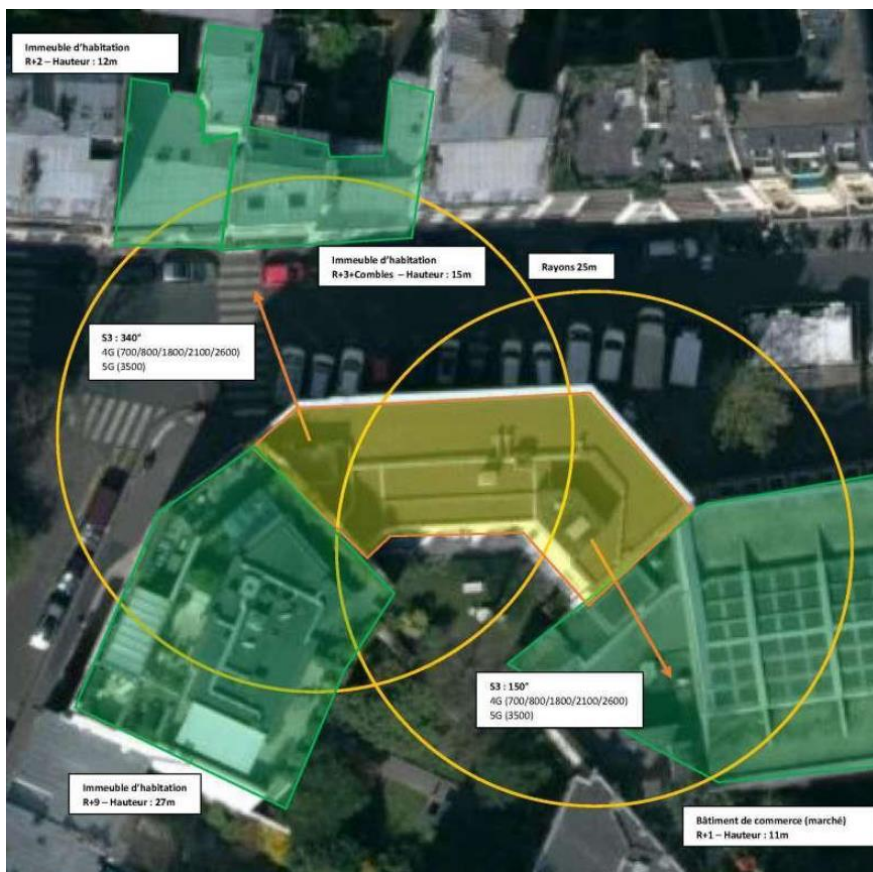 Immeuble d'habitation
R+2 – Hauteur : 12m
Immeuble d'habitation
R+3+Combles – Hauteur : 15m
Rayons 25m
S3 : 340°
4G (700/800/1800/2100/2600)
5G (3500)
S3 : 150°
4G (700/800/1800/2100/2600)
5G (3500)
Immeuble d'habitation
R+9 – Hauteur : 27m
Bâtiment de commerce (marché)
R+1 – Hauteur : 11m